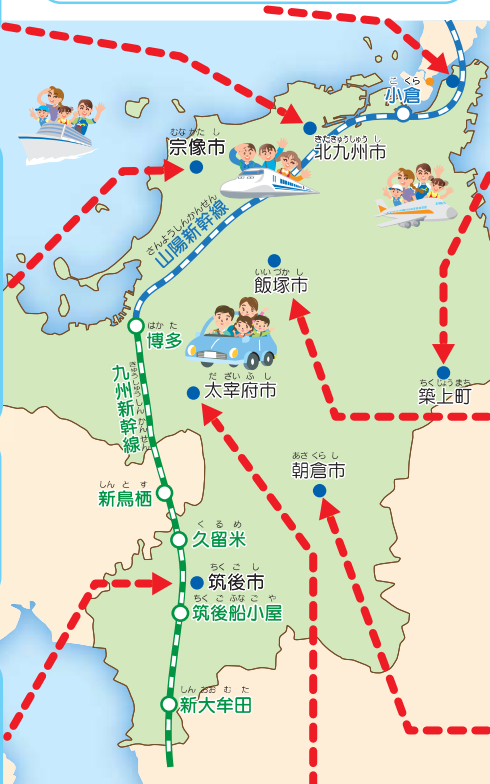 こくら
小倉
きたきゅうしゅうし
北九州市
むなかたし
宗像市
さんようしんかんせん
山陽新幹線
いいづかし
飯塚市
はかた
博多
きゅうしゅうしんかんせん
九州新幹線
だざいふし
太宰府市
ちくじょうまち
築上町
あさくらし
朝倉市
しんとす
新鳥栖
くるめ
久留米
ちくごし
筑後市
ちくごふなごや
筑後船小屋
しんおおむた
新大牟田